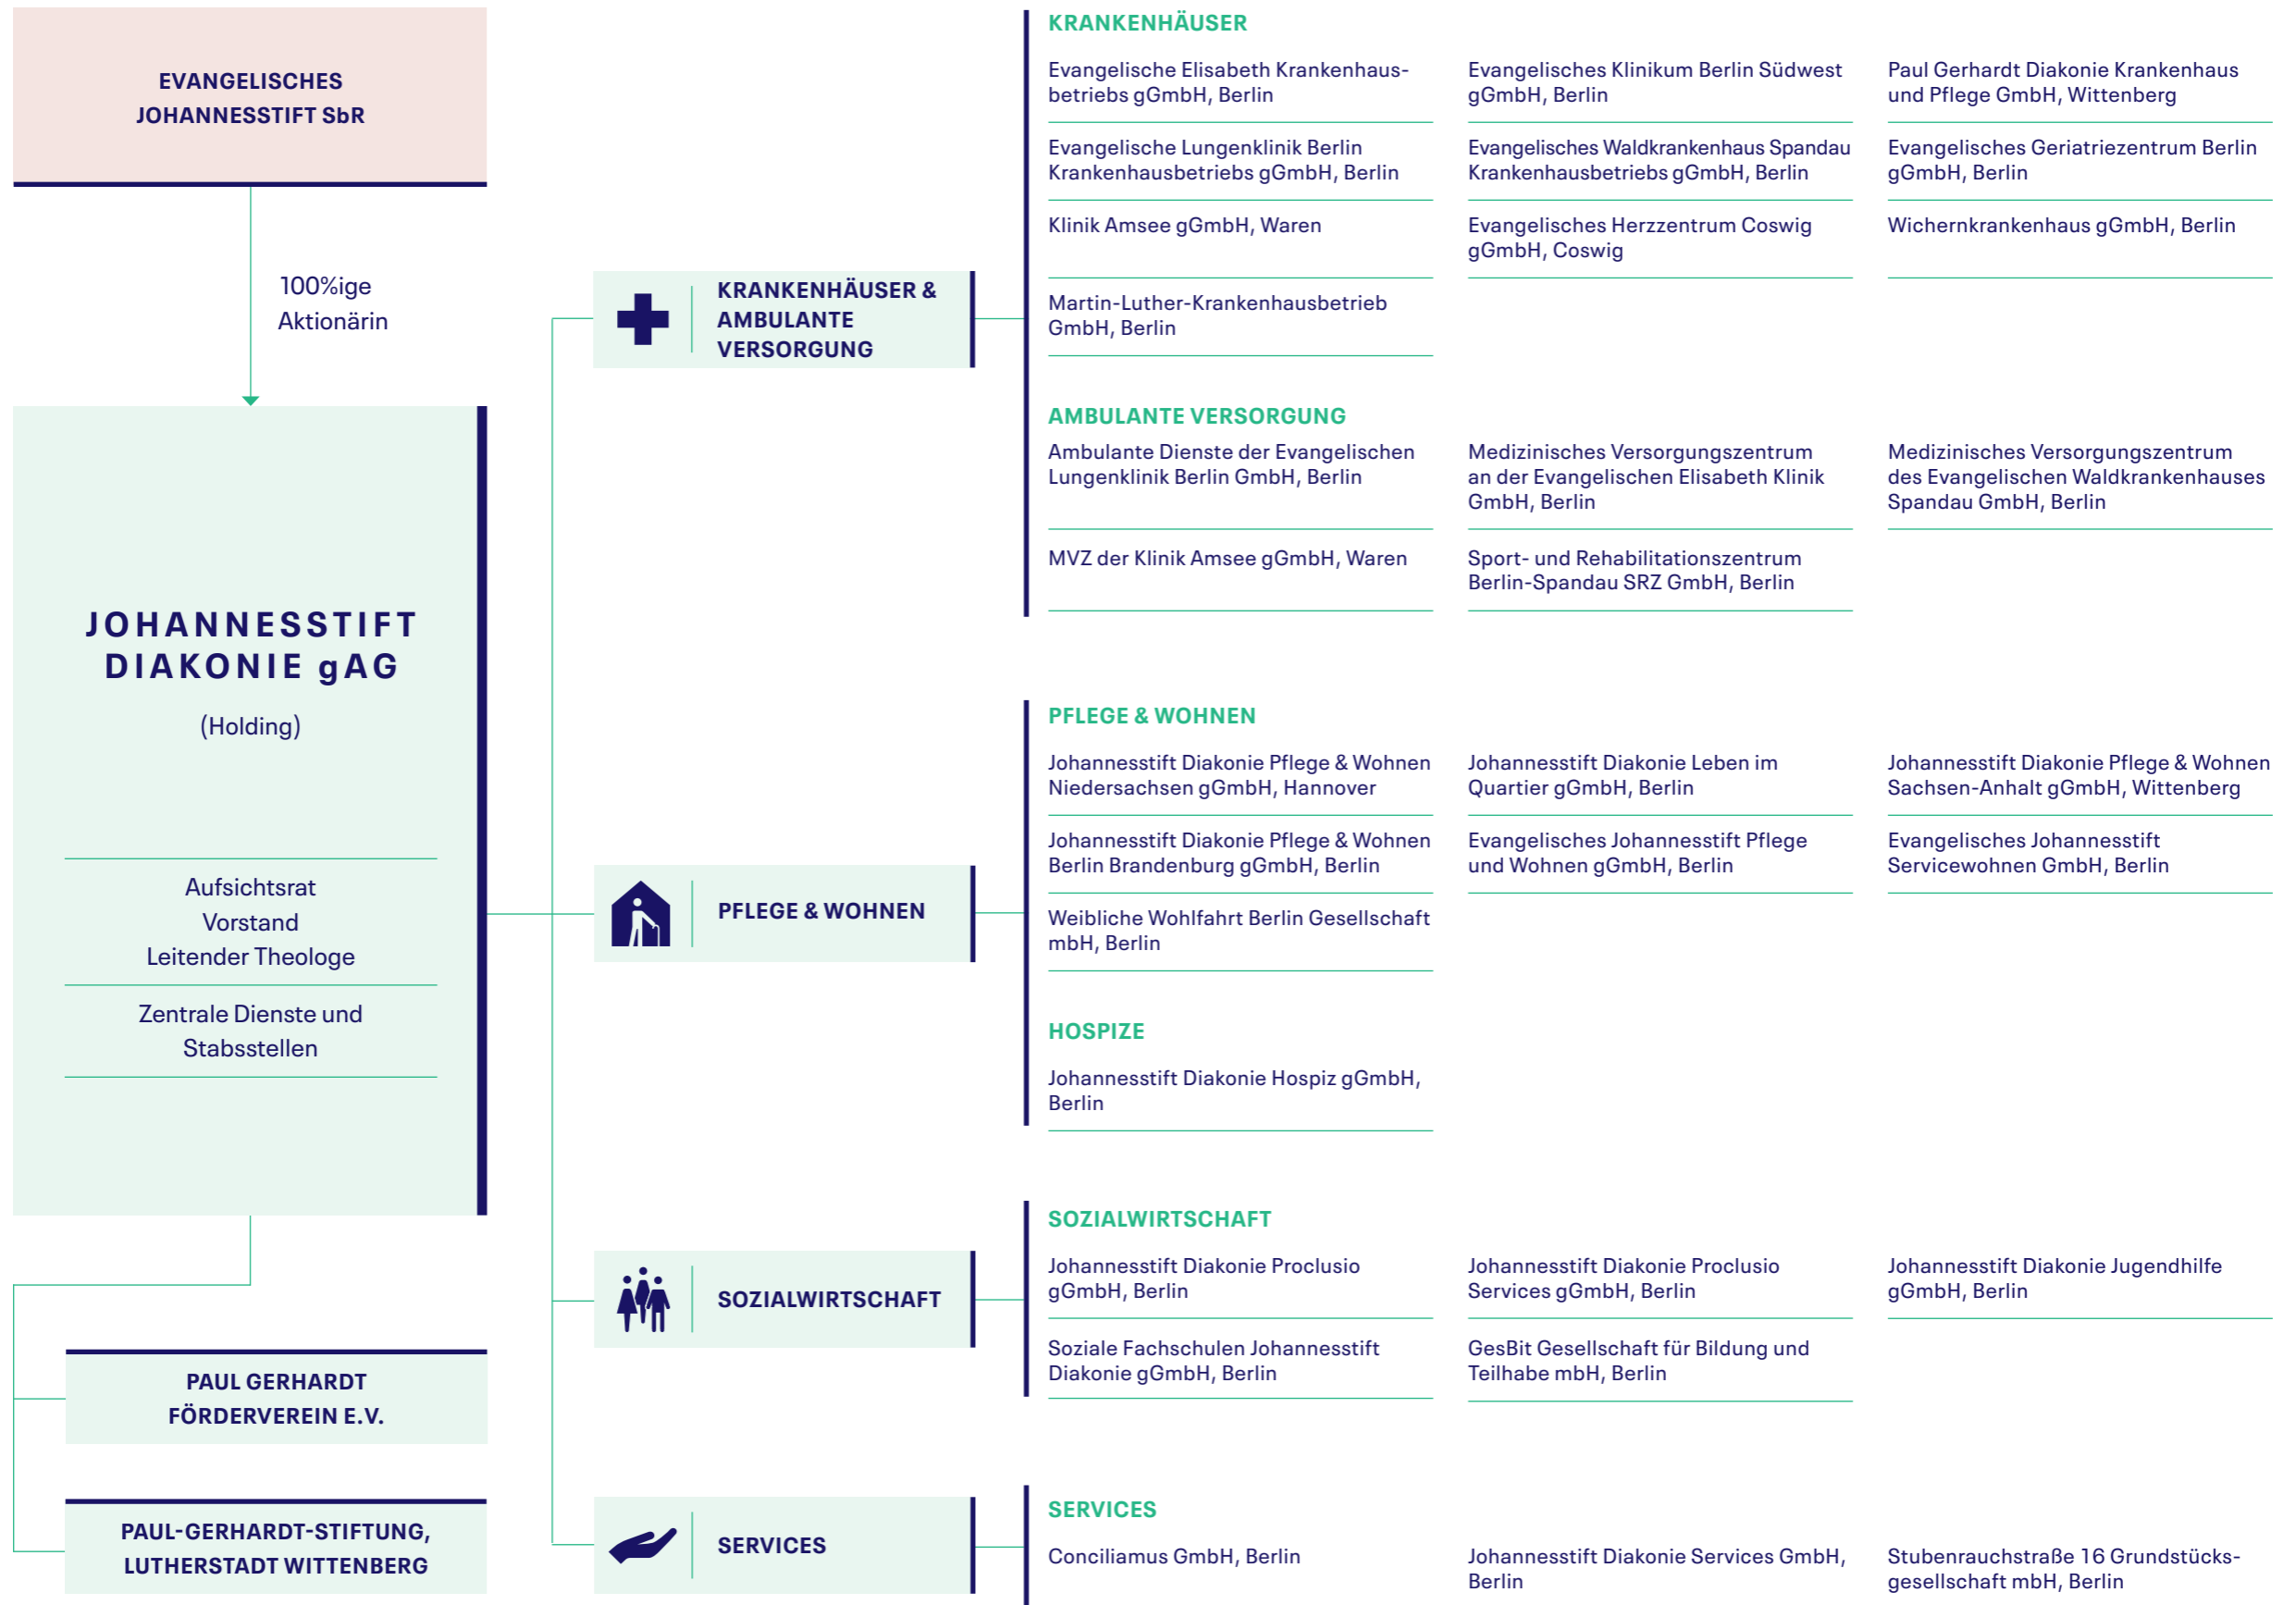 EVANGELISCHES
JOHANNESSTIFT SbR
100%ige
Aktionärin
JOHANNESSTIFT
DIAKONIE gAG
(Holding)
Aufsichtsrat
Vorstand
Leitender Theologe
Zentrale Dienste und
Stabsstellen
PAUL GERHARDT
FÖRDERVEREIN E.V.
PAUL-GERHARDT-STIFTUNG,
LUTHERSTADT WITTENBERG
KRANKENHÄUSER &
AMBULANTE
VERSORGUNG
KRANKENHÄUSER
Evangelische Elisabeth Krankenhaus-
betriebs gGmbH, Berlin
Evangelisches Klinikum Berlin Südwest
gGmbH, Berlin
Paul Gerhardt Diakonie Krankenhaus
und Pflege GmbH, Wittenberg
Evangelische Lungenklinik Berlin
Krankenhausbetriebs gGmbH, Berlin
Evangelisches Waldkrankenhaus Spandau
Krankenhausbetriebs gGmbH, Berlin
Evangelisches Geriatriezentrum Berlin
gGmbH, Berlin
Klinik Amsee gGmbH, Waren
Evangelisches Herzzentrum Coswig
gGmbH, Coswig
Wichernkrankenhaus gGmbH, Berlin
Martin-Luther-Krankenhausbetrieb
GmbH, Berlin
AMBULANTE VERSORGUNG
Ambulante Dienste der Evangelischen
Lungenklinik Berlin GmbH, Berlin
Medizinisches Versorgungszentrum
an der Evangelischen Elisabeth Klinik
GmbH, Berlin
Medizinisches Versorgungszentrum
des Evangelischen Waldkrankenhauses
Spandau GmbH, Berlin
MVZ der Klinik Amsee gGmbH, Waren
Sport- und Rehabilitationszentrum
Berlin-Spandau SRZ GmbH, Berlin
PFLEGE & WOHNEN
PFLEGE & WOHNEN
Johannesstift Diakonie Pflege & Wohnen
Niedersachsen gGmbH, Hannover
Johannesstift Diakonie Leben im
Quartier gGmbH, Berlin
Johannesstift Diakonie Pflege & Wohnen
Sachsen-Anhalt gGmbH, Wittenberg
Johannesstift Diakonie Pflege & Wohnen
Berlin Brandenburg gGmbH, Berlin
Evangelisches Johannesstift Pflege
und Wohnen gGmbH, Berlin
Evangelisches Johannesstift
Servicewohnen GmbH, Berlin
Weibliche Wohlfahrt Berlin Gesellschaft
mbH, Berlin
HOSPIZE
Johannesstift Diakonie Hospiz gGmbH,
Berlin
SOZIALWIRTSCHAFT
SOZIALWIRTSCHAFT
Johannesstift Diakonie Proclusio
gGmbH, Berlin
Johannesstift Diakonie Proclusio
Services gGmbH, Berlin
Johannesstift Diakonie Jugendhilfe
gGmbH, Berlin
Soziale Fachschulen Johannesstift
Diakonie gGmbH, Berlin
GesBit Gesellschaft für Bildung und
Teilhabe mbH, Berlin
SERVICES
SERVICES
Conciliamus GmbH, Berlin
Johannesstift Diakonie Services GmbH,
Berlin
Stubenrauchstraße 16 Grundstücks-
gesellschaft mbH, Berlin